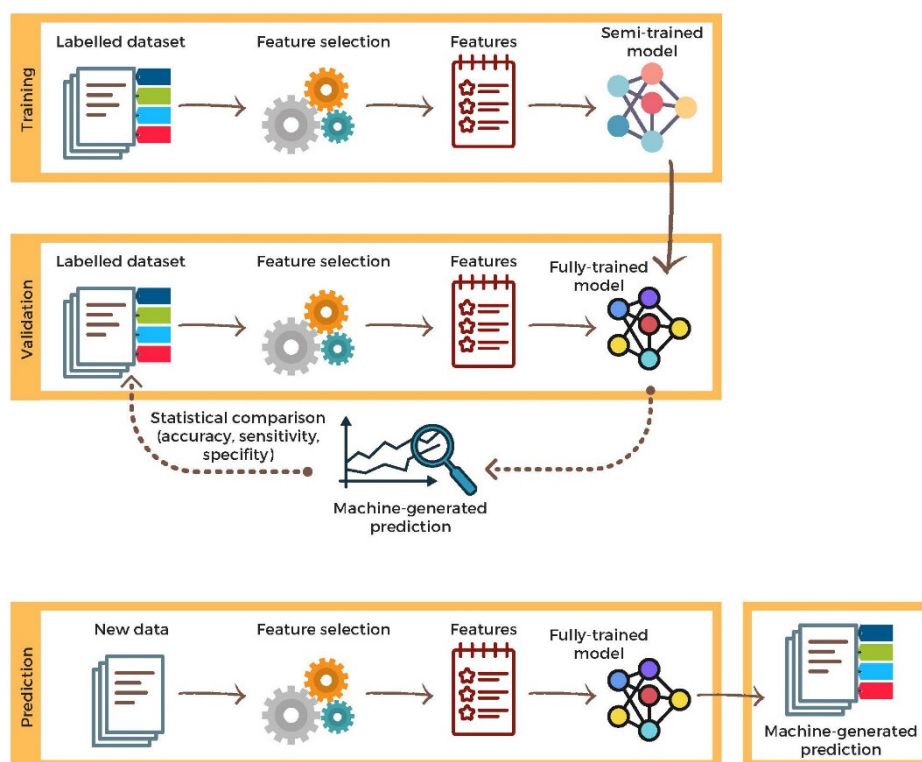 Training
Labelled dataset
Feature selection
Features
Semi-trained
model
Validation
Labelled dataset
Feature selection
Features
Fully-trained
model
Statistical comparison
(accuracy, sensitivity,
specifity)
Machine-generated
prediction
Prediction
New data
Feature selection
Features
Fully-trained
model
Machine-generated
prediction